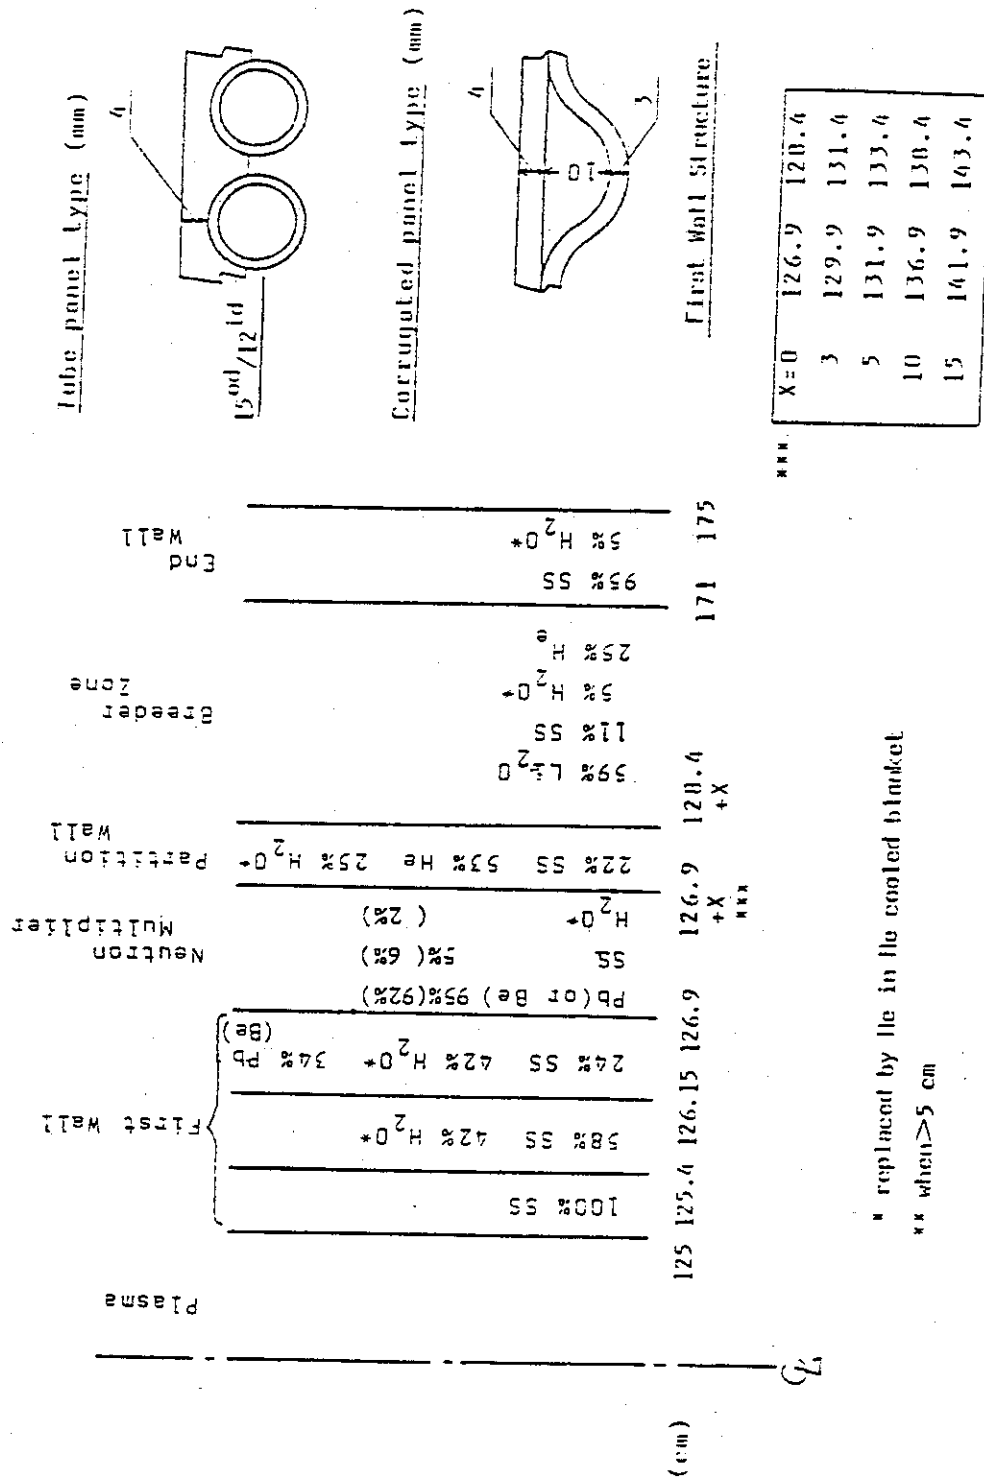 Tube panel type (mm)
4
15od/12id
Corrugated panel type (mm)
4
10
3
First Wall Structure
Plasma
First Wall
Neutron
Multiplier
Partition
Wall
Breeder
Zone
End
Wall
100% SS
58% SS 42% H2O*
24% SS 42% H2O* 34% Pb
(Be)
Pb(or Be) 95%(92%)
SS 5%( 6%)
H2O* ( 2%)
22% SS 53% He 25% H2O*
59% Li2O
11% SS
5% H2O*
25% He
95% SS
5% H2O*
(cm)
125 125.4 126.15 126.9 126.9 128.4 171 175
+X +X
***
*** X=0 126.9 128.4
3 129.9 131.4
5 131.9 133.4
10 136.9 138.4
15 141.9 143.4
* replaced by He in He cooled blanket
** when>5 cm